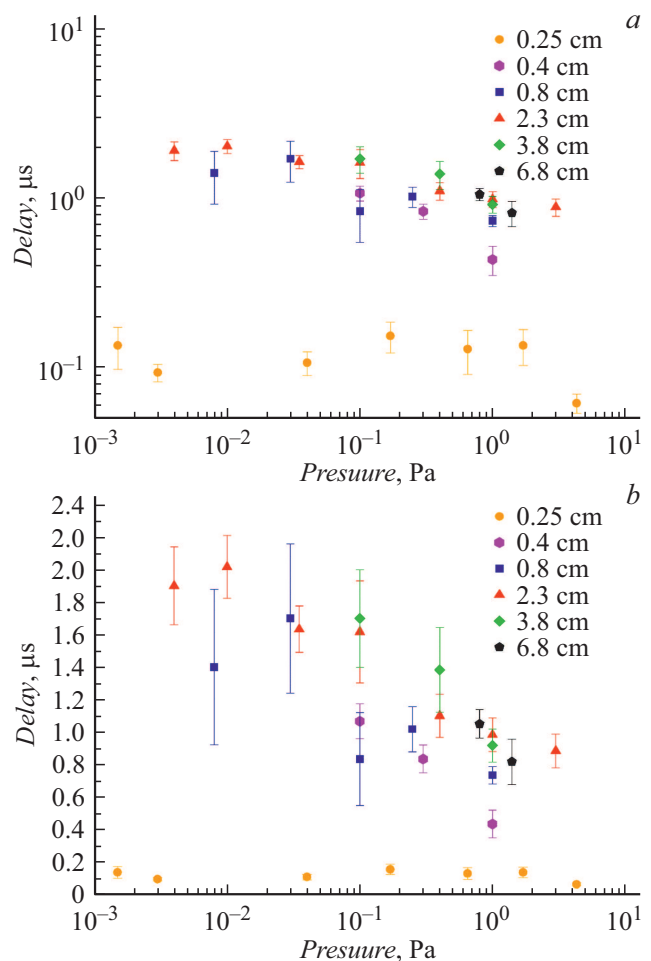 a
10¹
10⁰
10⁻¹
Delay, μs
0.25 cm
0.4 cm
0.8 cm
2.3 cm
3.8 cm
6.8 cm
10⁻³ 10⁻² 10⁻¹ 10⁰ 10¹
Presuure, Pa
b
2.4
2.0
2.0
1.8
1.6
1.4
1.2
1.0
0.8
0.6
0.4
0.2
0
Delay, μs
0.25 cm
0.4 cm
0.8 cm
2.3 cm
3.8 cm
6.8 cm
10⁻³ 10⁻² 10⁻¹ 10⁰ 10¹
Presuure, Pa